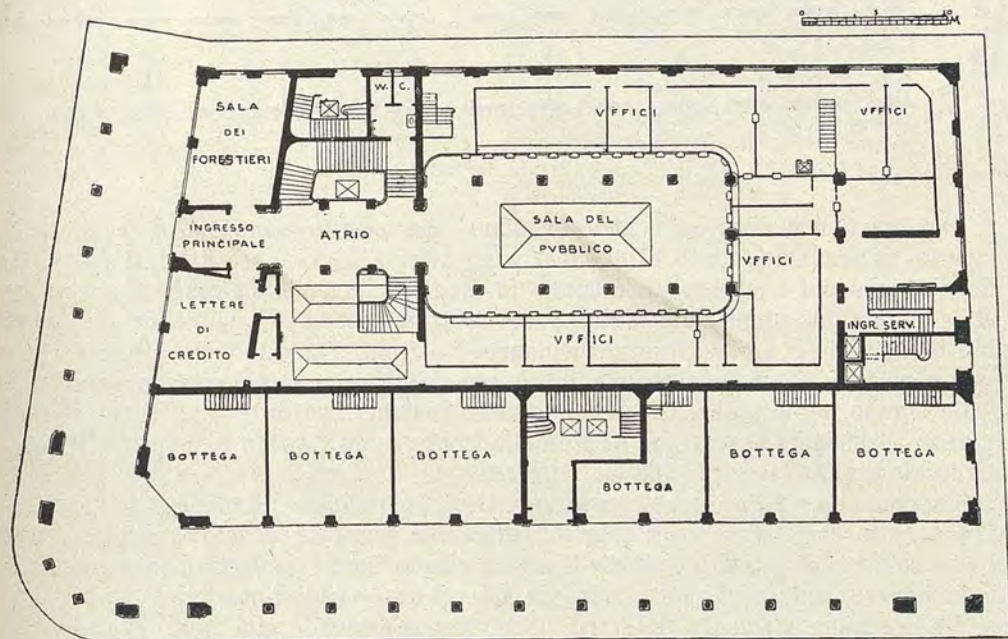 0 5 10
M
W. C.
SALA
DEI
FORESTIERI
VFFICI
VFFICI
INGRESSO
PRINCIPALE
ATRIO
SALA DEL
PVBBLICO
VFFICI
LETTERE
DI
CREDITO
VFFICI
INGR. SERV.
BOTTEGA
BOTTEGA
BOTTEGA
BOTTEGA
BOTTEGA
BOTTEGA